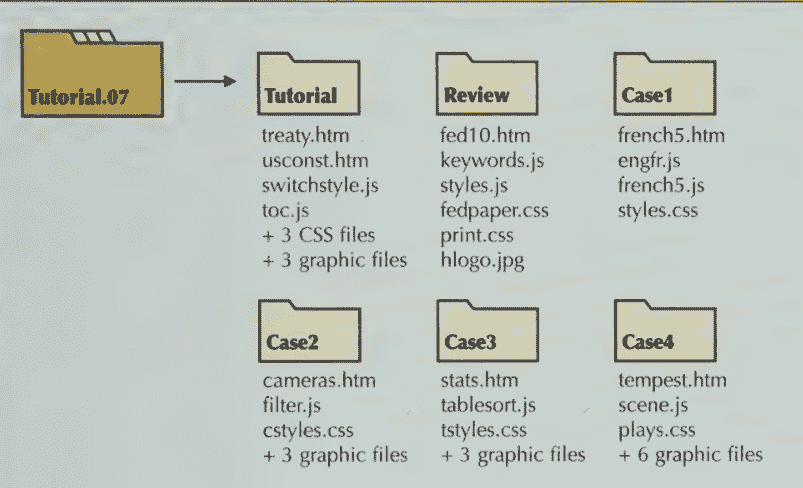 Tutorial.07
Tutorial
treaty.htm
usconst.htm
switchstyle.js
toc.js
+ 3 CSS files
+ 3 graphic files
Review
fed10.htm
keywords.js
styles.js
fedpaper.css
print.css
hlogo.jpg
Case1
french5.htm
engfr.js
french5.js
styles.css
Case2
cameras.htm
filter.js
cstyles.css
+ 3 graphic files
Case3
stats.htm
tablesort.js
tstyles.css
+ 3 graphic files
Case4
tempest.htm
scene.js
plays.css
+ 6 graphic files